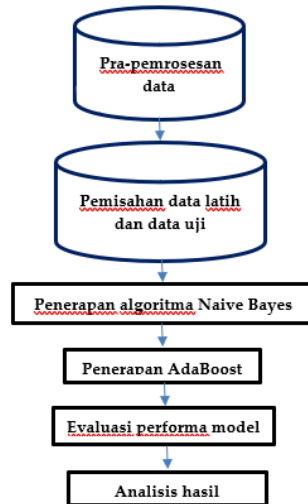 Pra-pemrosesan
data
Pemisahan data latih
dan data uji
Penerapan algoritma Naive Bayes
Penerapan AdaBoost
Evaluasi performa model
Analisis hasil